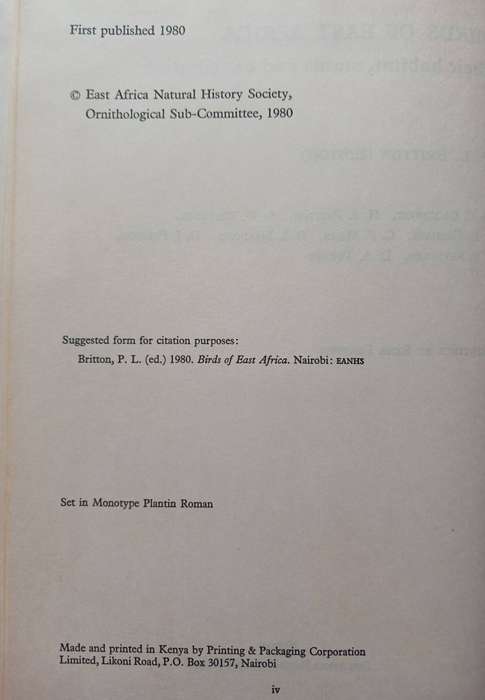 First published 1980
© East Africa Natural History Society,
Ornithological Sub-Committee, 1980
Suggested form for citation purposes:
Britton, P. L. (ed.) 1980. Birds of East Africa. Nairobi: EANHS
Set in Monotype Plantin Roman
Made and printed in Kenya by Printing & Packaging Corporation
Limited, Likoni Road, P.O. Box 30157, Nairobi
iv